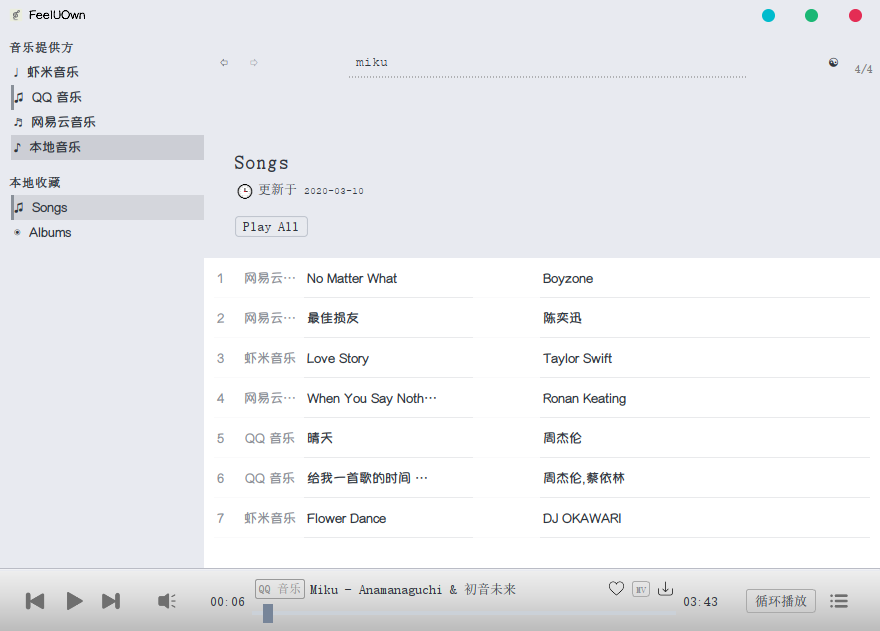 FeelUOwn
音乐提供方
虾米音乐
QQ 音乐
网易云音乐
本地音乐
本地收藏
Songs
Albums
miku
4/4
Songs
更新于 2020-03-10
Play All
1 网易云… No Matter What Boyzone
2 网易云… 最佳损友 陈奕迅
3 虾米音乐 Love Story Taylor Swift
4 网易云… When You Say Noth… Ronan Keating
5 QQ 音乐 晴天 周杰伦
6 QQ 音乐 给我一首歌的时间 … 周杰伦,蔡依林
7 虾米音乐 Flower Dance DJ OKAWARI
00:06
QQ 音乐 Miku - Anamanaguchi & 初音未来
MV
03:43
循环播放